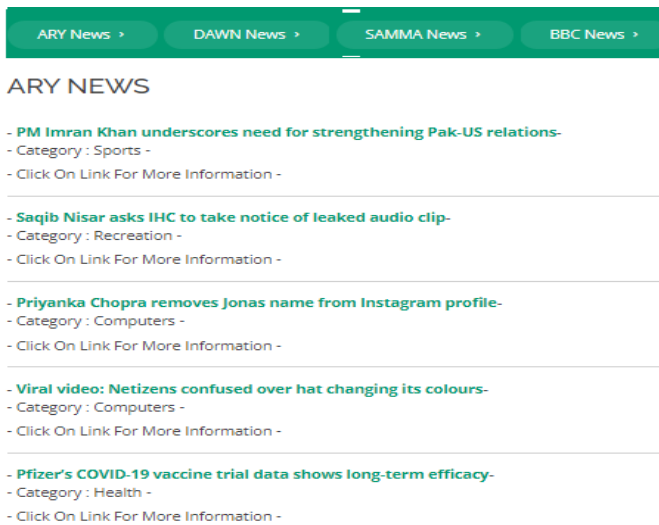 ARY News › DAWN News › SAMMA News › BBC News ›
ARY NEWS
- PM Imran Khan underscores need for strengthening Pak-US relations-
- Category : Sports -
- Click On Link For More Information -
- Saqib Nisar asks IHC to take notice of leaked audio clip-
- Category : Recreation -
- Click On Link For More Information -
- Priyanka Chopra removes Jonas name from Instagram profile-
- Category : Computers -
- Click On Link For More Information -
- Viral video: Netizens confused over hat changing its colours-
- Category : Computers -
- Click On Link For More Information -
- Pfizer’s COVID-19 vaccine trial data shows long-term efficacy-
- Category : Health -
- Click On Link For More Information -